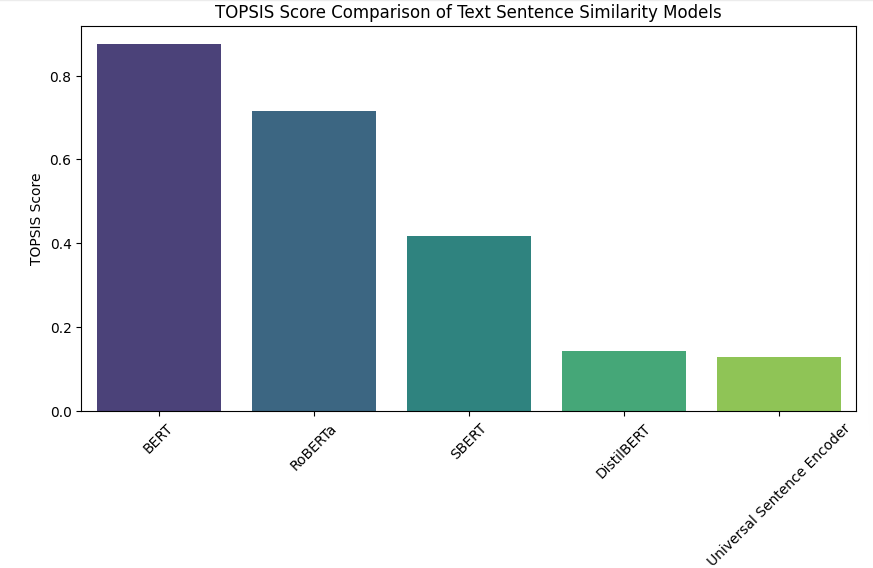 TOPSIS Score Comparison of Text Sentence Similarity Models
TOPSIS Score
0.8
0.6
0.4
0.2
0.0
BERT
RoBERTa
SBERT
DistilBERT
Universal Sentence Encoder